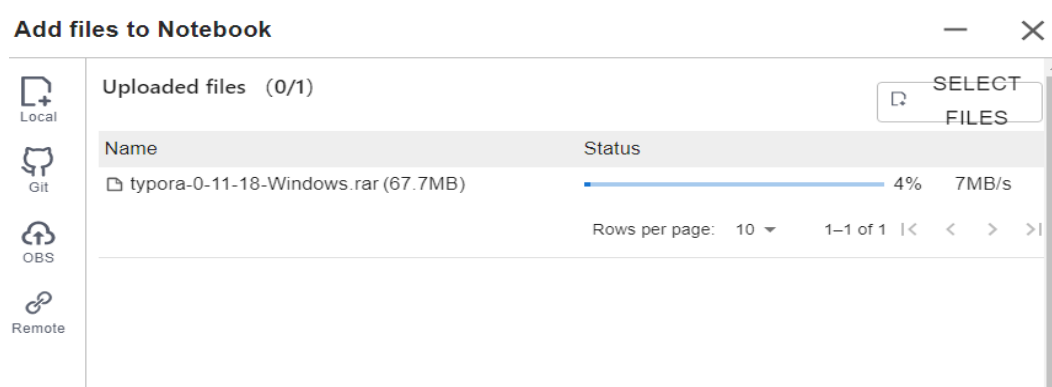 Add files to Notebook
Local
Git
OBS
Remote
Uploaded files (0/1)
SELECT
FILES
Name Status
typora-0-11-18-Windows.rar (67.7MB) 4% 7MB/s
Rows per page: 10 1–1 of 1